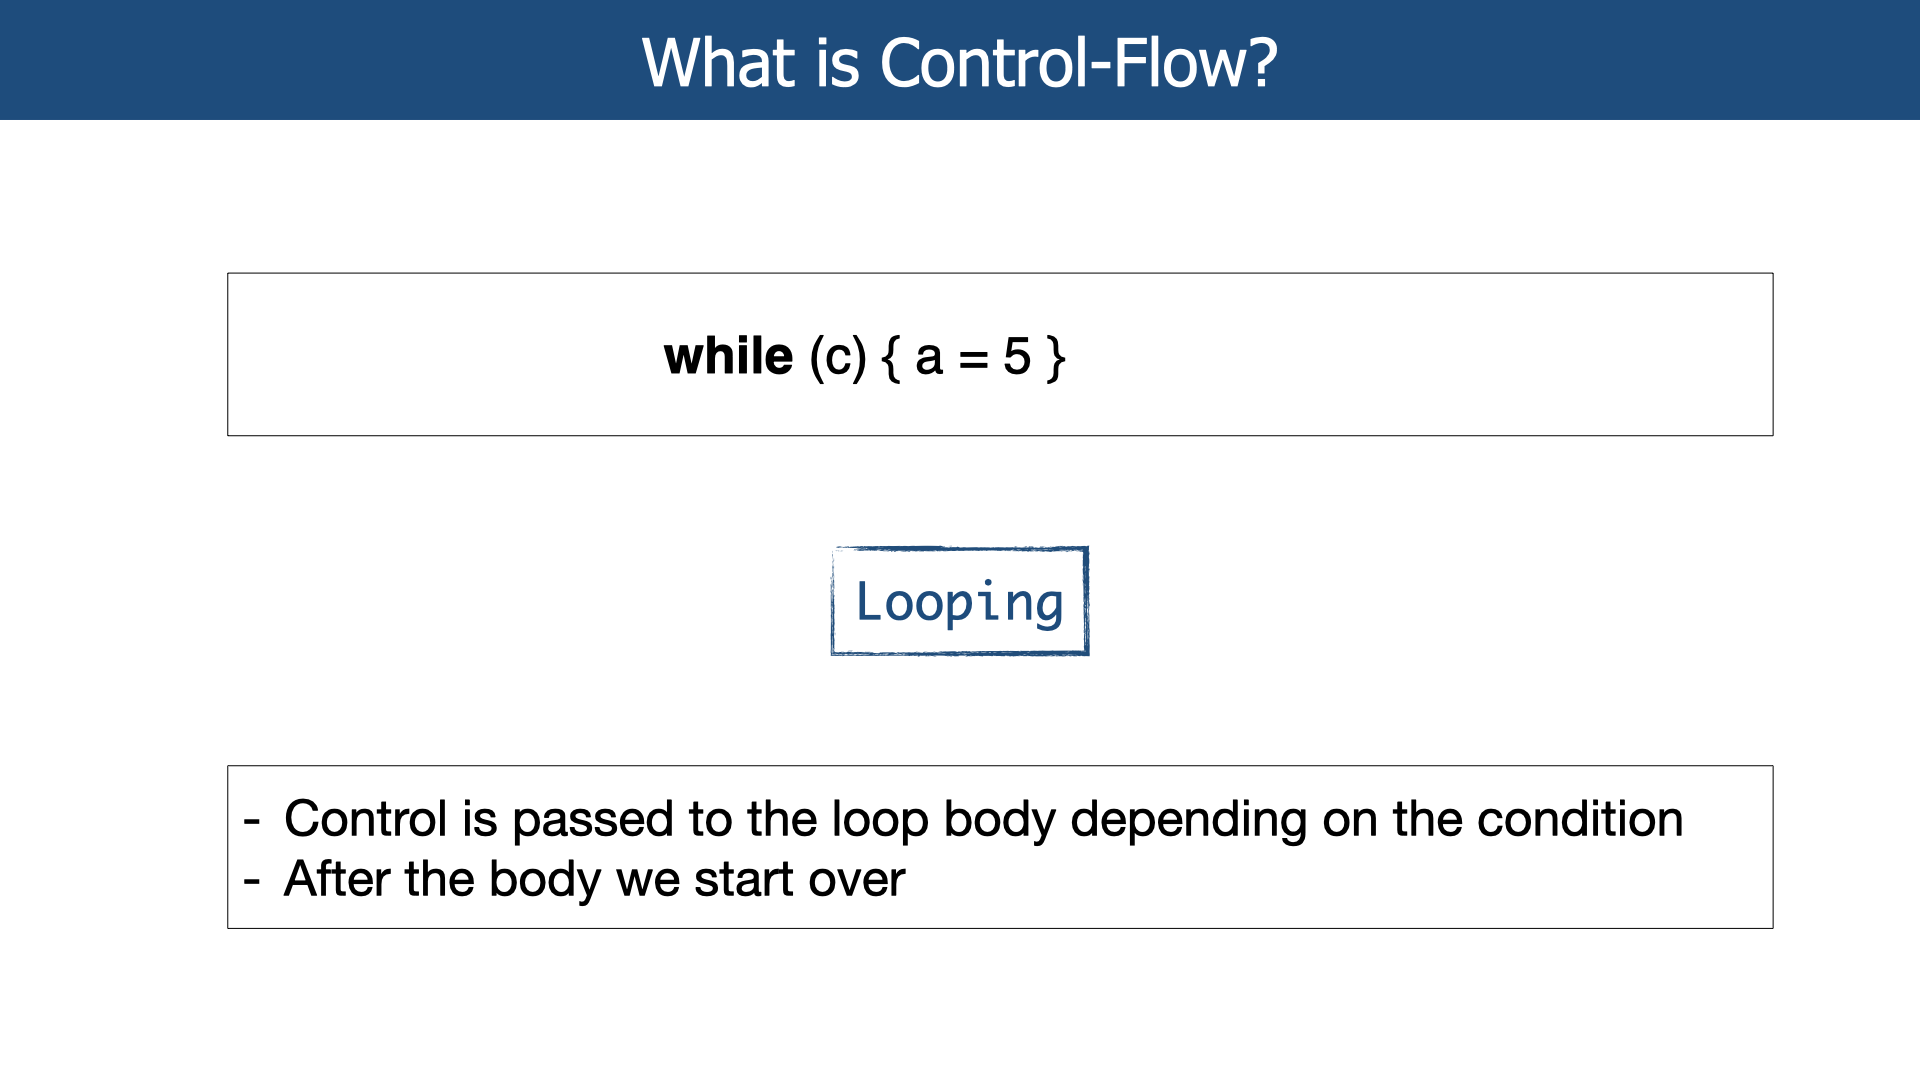 What is Control-Flow?
while (c) { a = 5 }
Looping
- Control is passed to the loop body depending on the condition
- After the body we start over